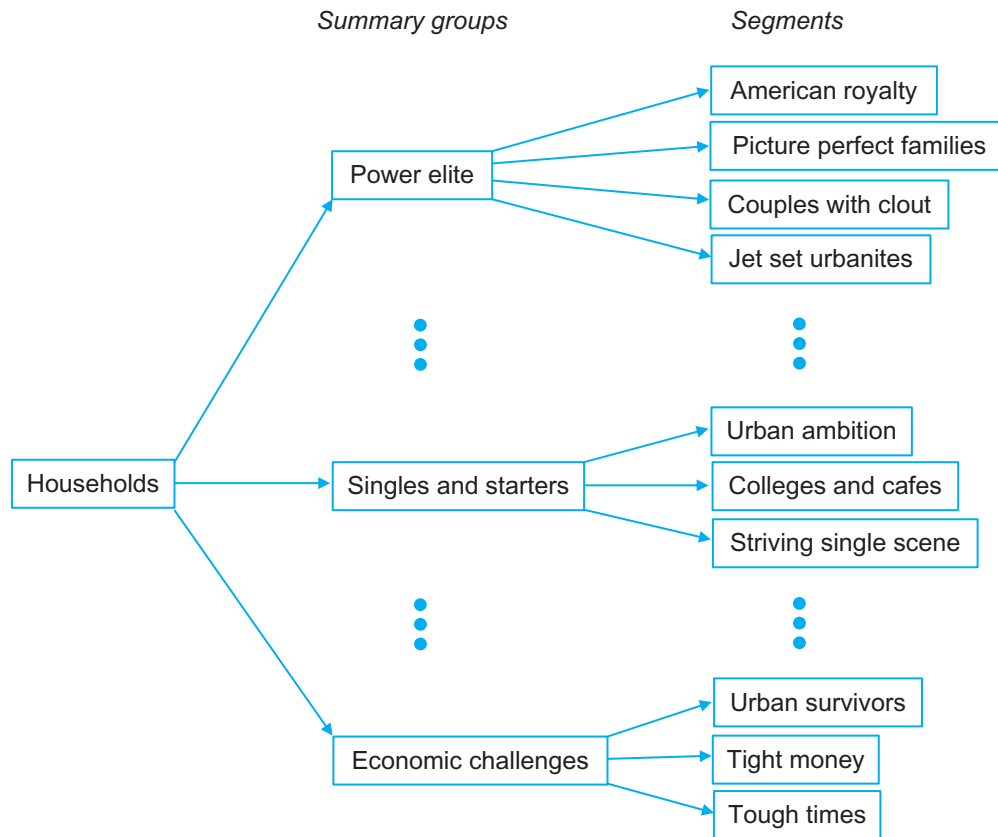 Summary groups
Segments
American royalty
Picture perfect families
Power elite
Couples with clout
Jet set urbanites
Urban ambition
Households
Singles and starters
Colleges and cafes
Striving single scene
Urban survivors
Economic challenges
Tight money
Tough times